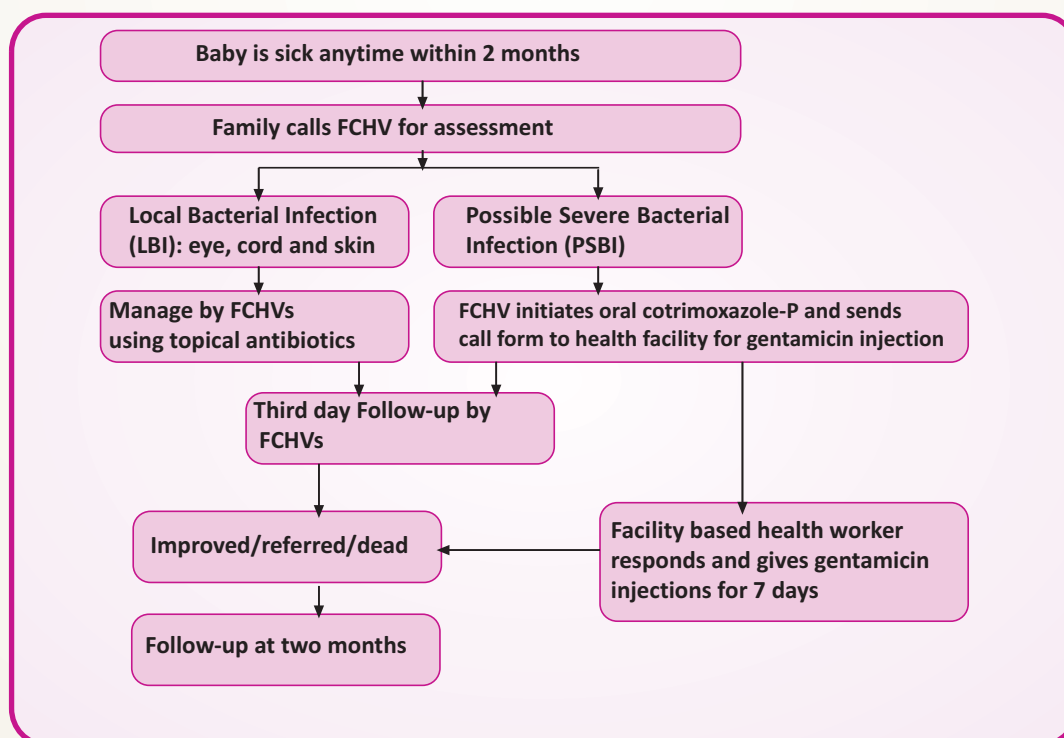 Baby is sick anytime within 2 months
Family calls FCHV for assessment
Local Bacterial Infection
(LBI): eye, cord and skin
Possible Severe Bacterial
Infection (PSBI)
Manage by FCHVs
using topical antibiotics
FCHV initiates oral cotrimoxazole-P and sends
call form to health facility for gentamicin injection
Third day Follow-up by
FCHVs
Improved/referred/dead
Facility based health worker
responds and gives gentamicin
injections for 7 days
Follow-up at two months